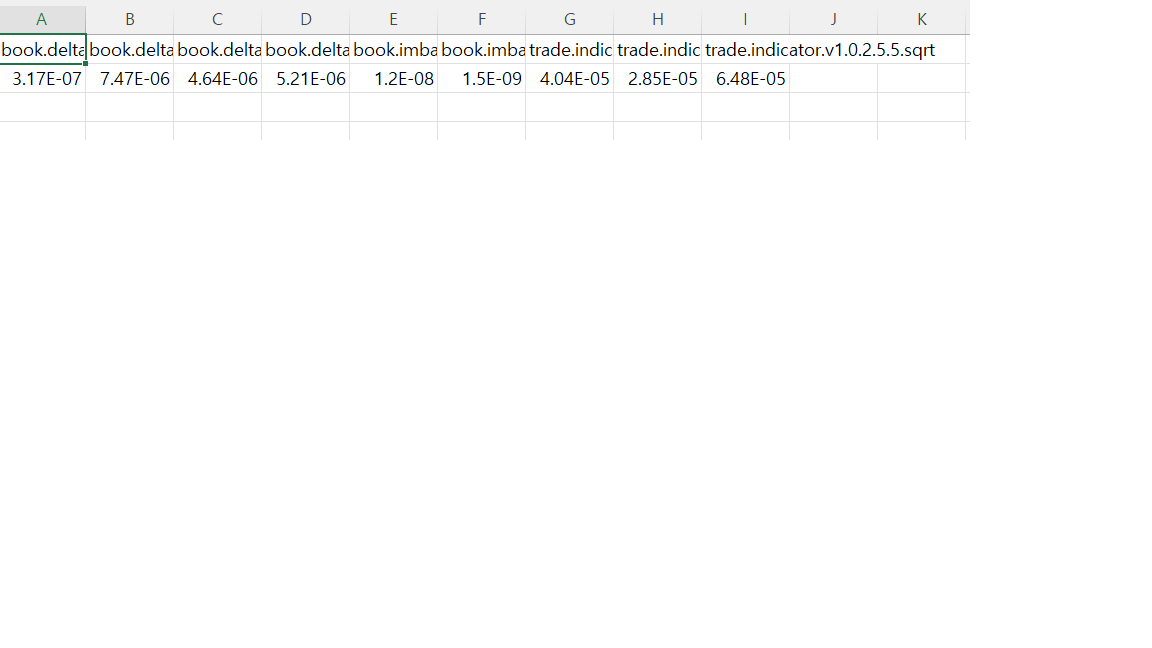 A B C D E F G H I J K
book.delta book.delta book.delta book.delta book.imba book.imba trade.indic trade.indic trade.indicator.v1.0.2.5.5.sqrt
3.17E-07 7.47E-06 4.64E-06 5.21E-06 1.2E-08 1.5E-09 4.04E-05 2.85E-05 6.48E-05